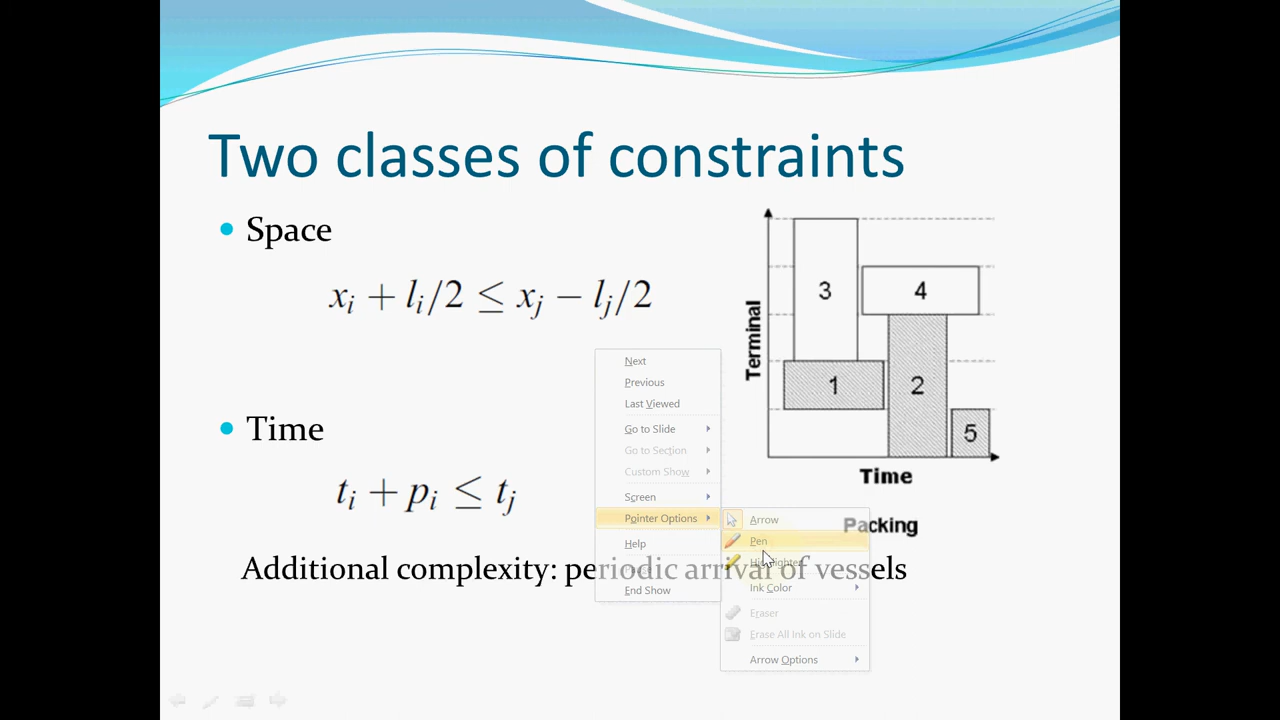 Two classes of constraints
• Space
xᵢ + lᵢ/2 ≤ xⱼ − lⱼ/2
• Time
tᵢ + pᵢ ≤ tⱼ
Additional complexity: periodic arrival of vessels
Terminal
3
4
1
2
5
Time
Packing
Next
Previous
Last Viewed
Go to Slide
Go to Section
Custom Show
Screen
Pointer Options
Help
Pause
End Show
Arrow
Pen
Highlighter
Ink Color
Eraser
Erase All Ink on Slide
Arrow Options